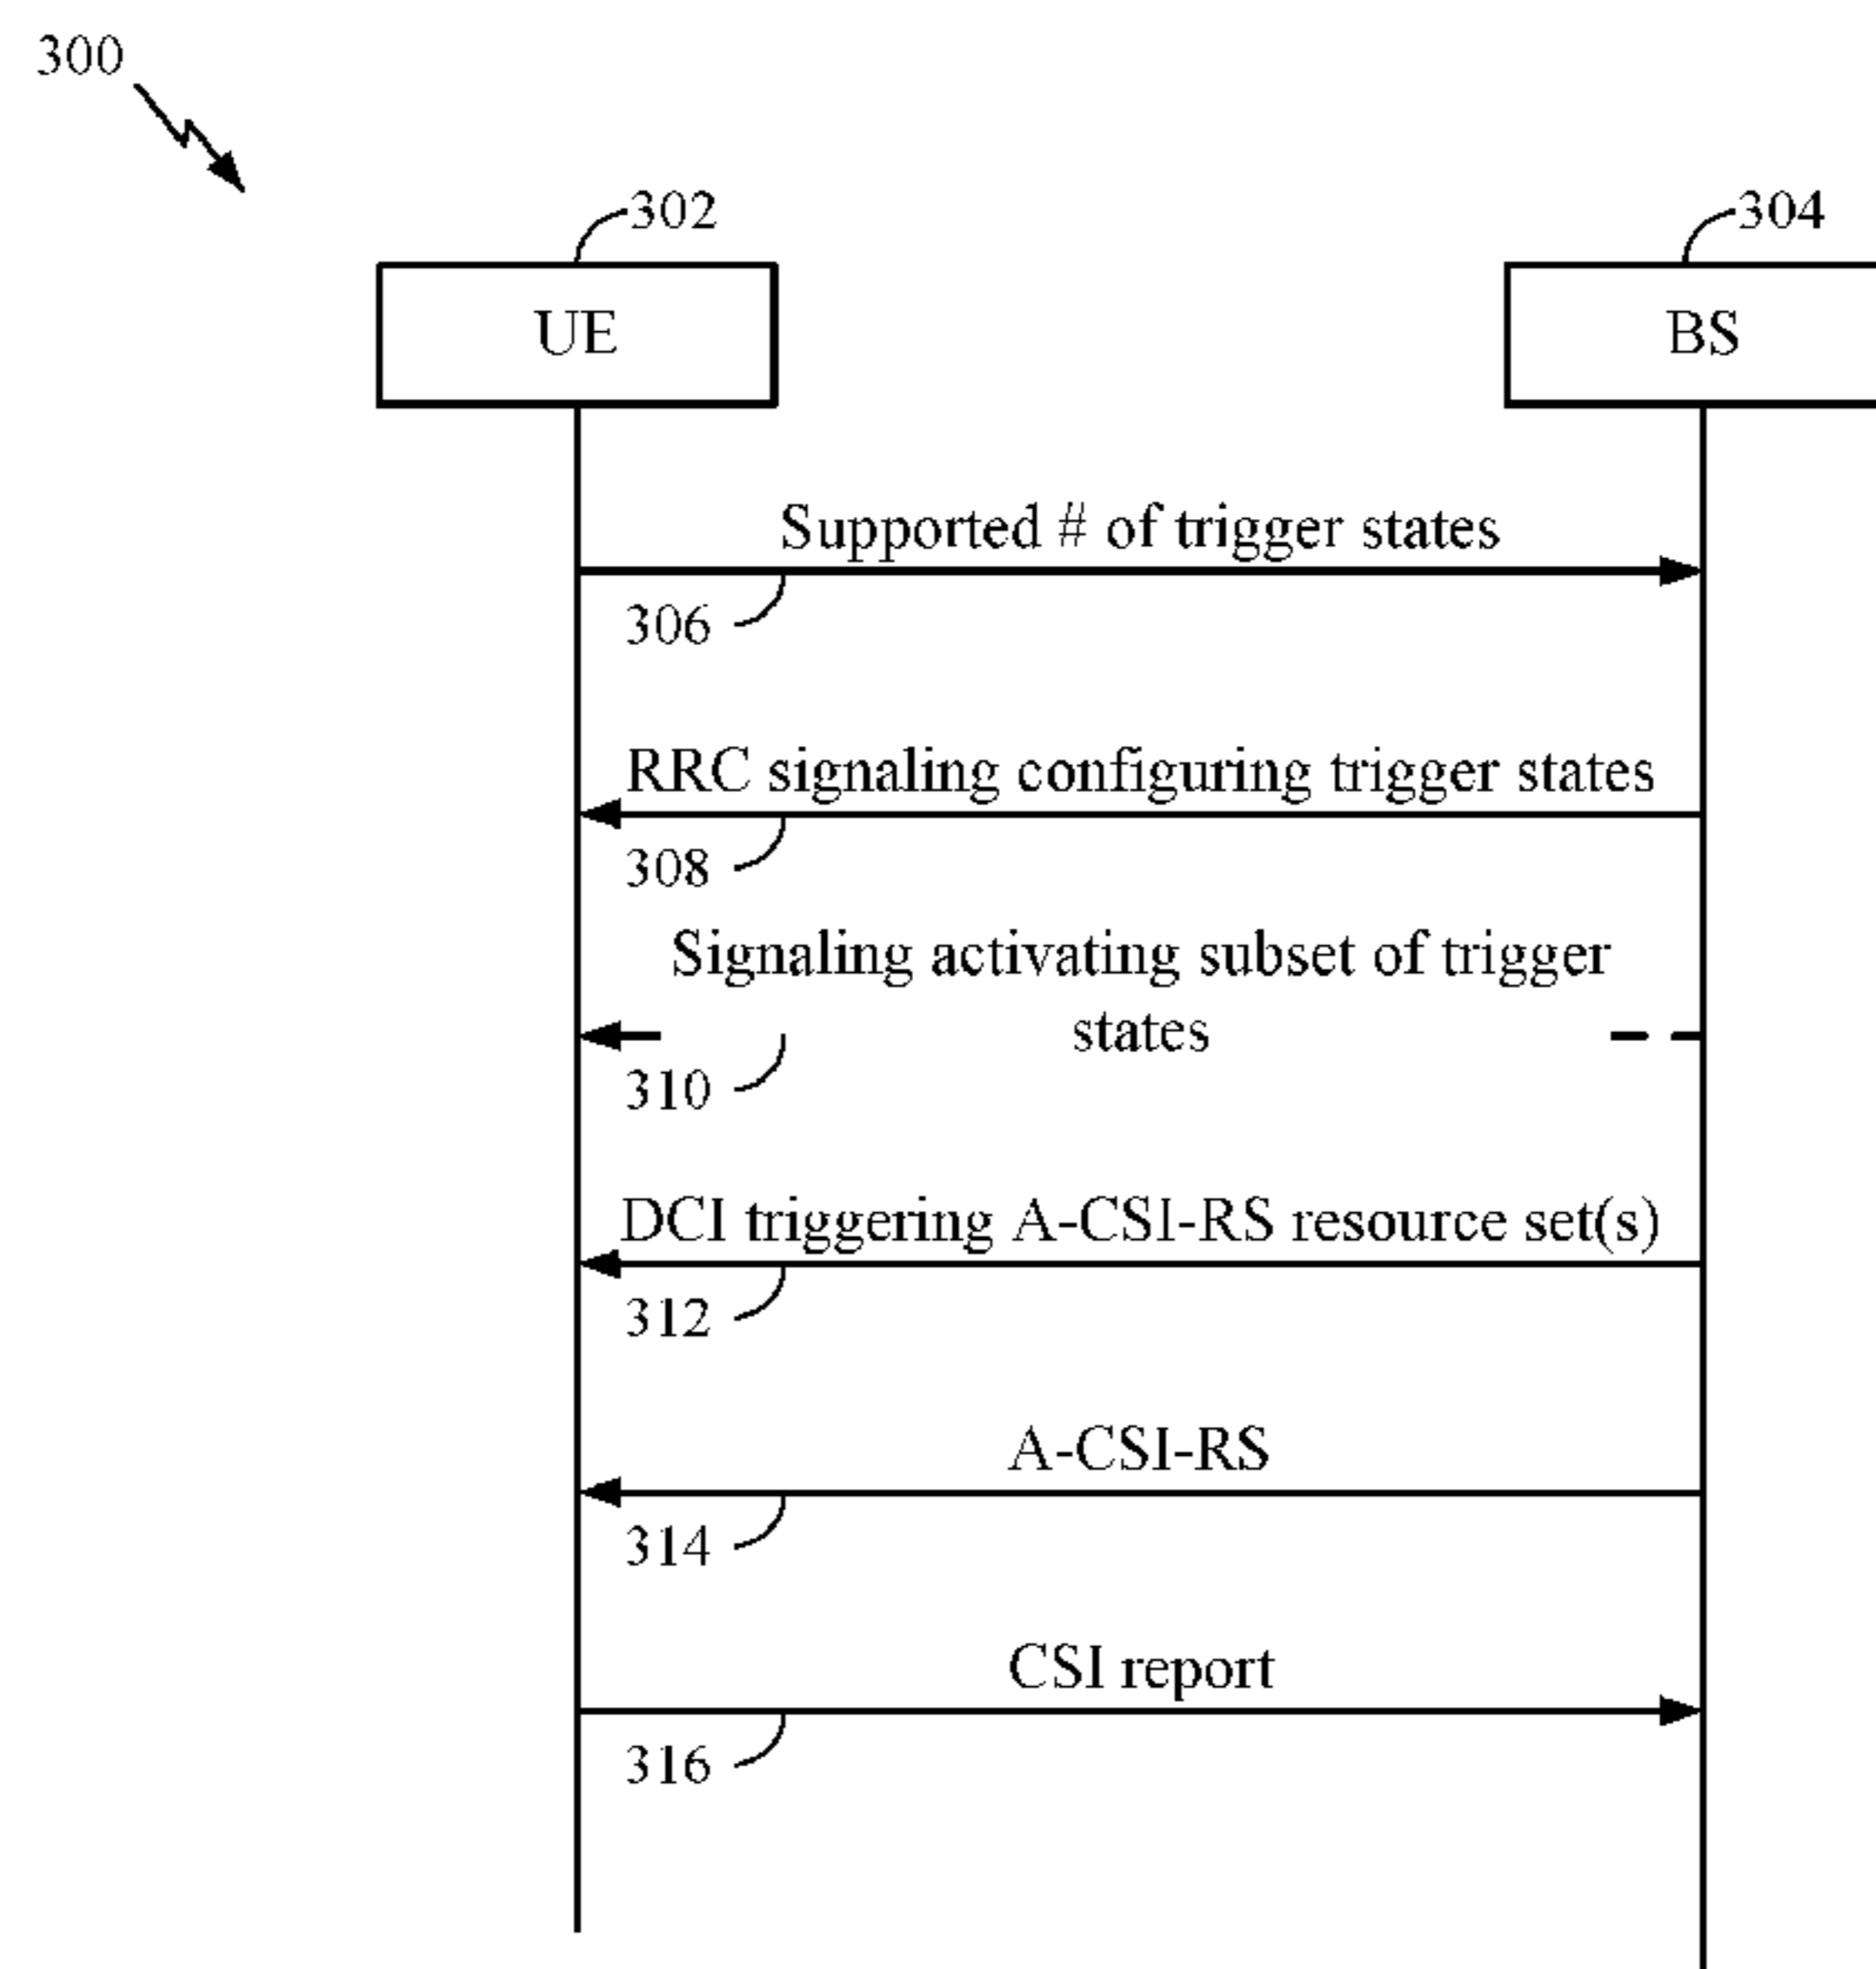 300
302
304
UE
BS
Supported # of trigger states
306
RRC signaling configuring trigger states
308
Signaling activating subset of trigger
states
310
DCI triggering A-CSI-RS resource set(s)
312
A-CSI-RS
314
CSI report
316